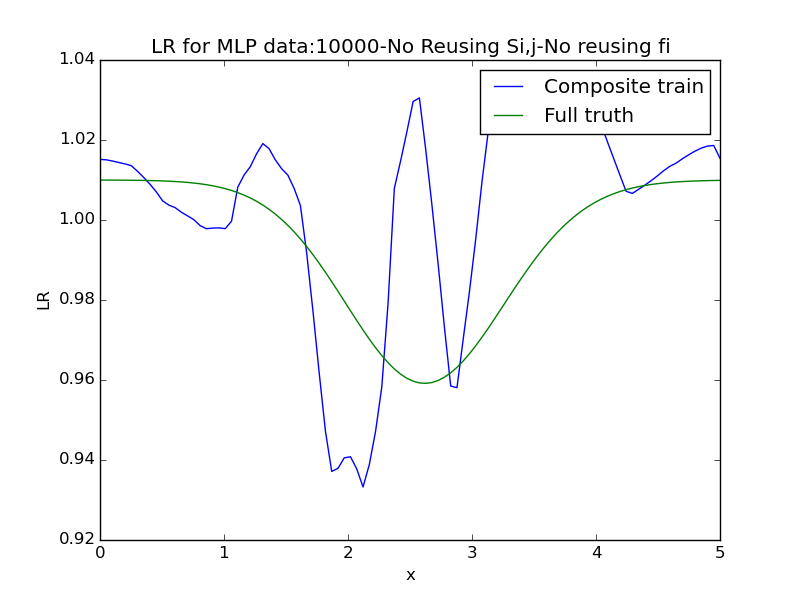 LR for MLP data:10000-No Reusing Si,j-No reusing fi
1.04
1.02
1.00
0.98
0.96
0.94
0.92
LR
Composite train
Full truth
0 1 2 3 4 5
x